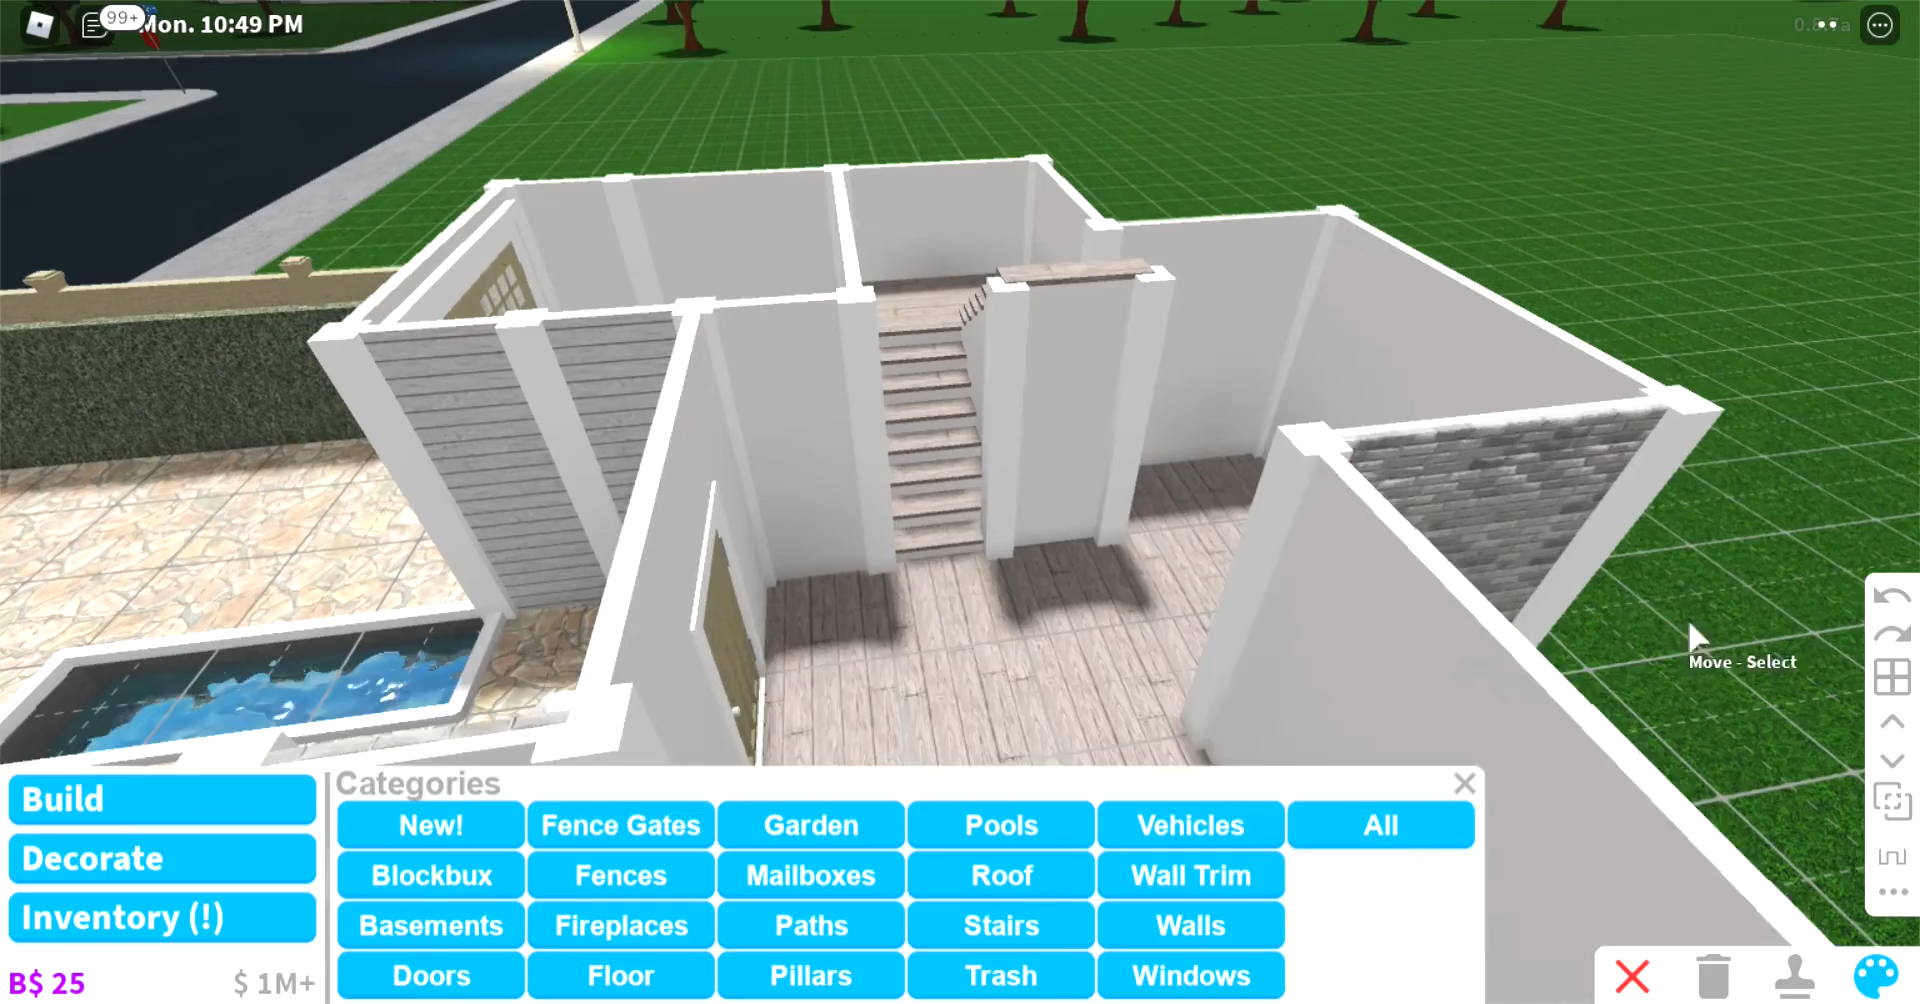 99+
Mon. 10:49 PM
Move - Select
Build
Decorate
Inventory (!)
B$ 25
$ 1M+
Categories
New!
Fence Gates
Garden
Pools
Vehicles
All
Blockbux
Fences
Mailboxes
Roof
Wall Trim
Basements
Fireplaces
Paths
Stairs
Walls
Doors
Floor
Pillars
Trash
Windows